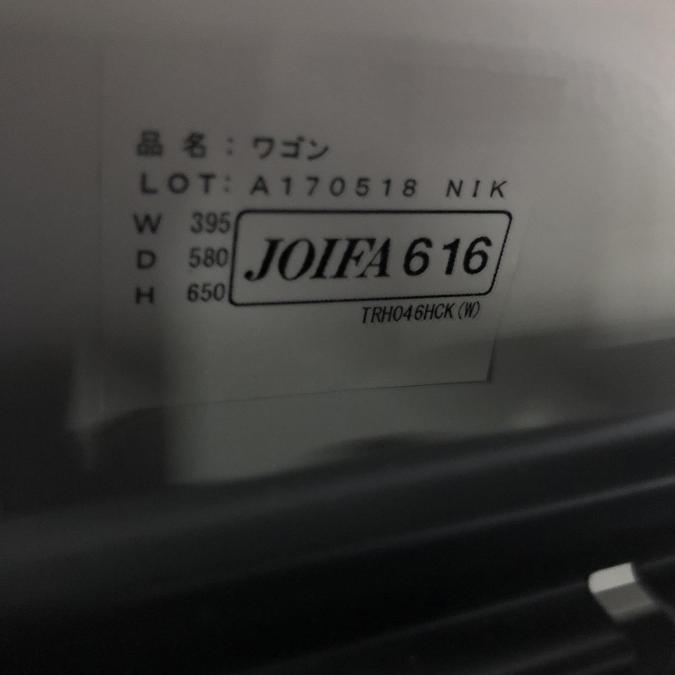 品名：ワゴン
LOT: A170518 NIK
W 395
D 580
H 650
JOIFA 616
TRH046HCK(W)